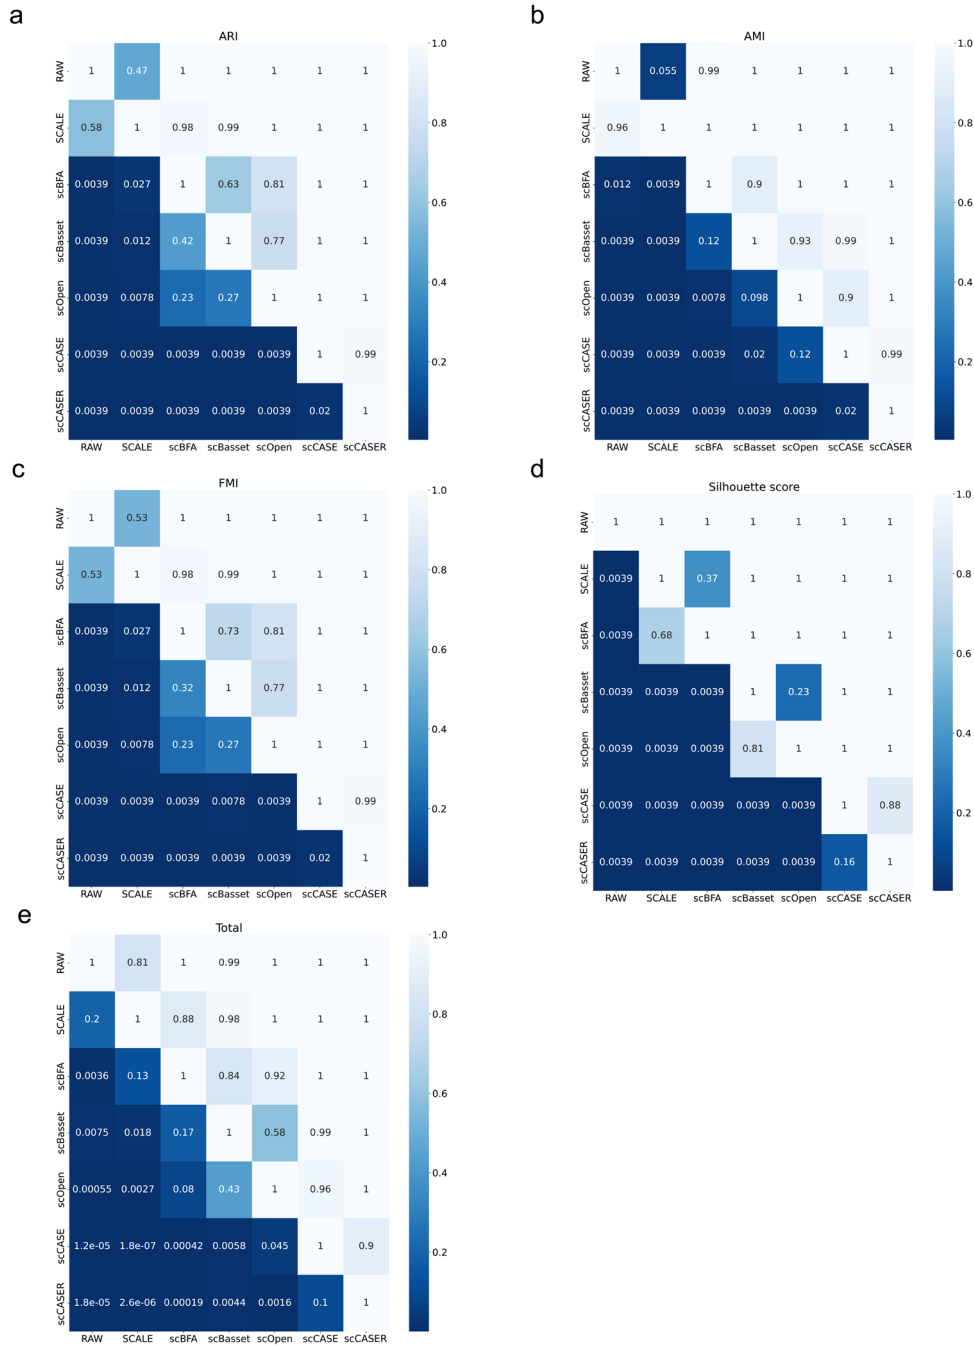 a
ARI
RAW 1 0.47 1 1 1 1 1
SCALE 0.58 1 0.98 0.99 1 1 1
scBFA 0.0039 0.027 1 0.63 0.81 1 1
scBasset 0.0039 0.012 0.42 1 0.77 1 1
scOpen 0.0039 0.0078 0.23 0.27 1 1 1
scCASE 0.0039 0.0039 0.0039 0.0039 0.0039 1 0.99
scCASER 0.0039 0.0039 0.0039 0.0039 0.0039 0.02 1
RAW SCALE scBFA scBasset scOpen scCASE scCASER
1.0
0.8
0.6
0.4
0.2
b
AMI
RAW 1 0.055 0.99 1 1 1 1
SCALE 0.96 1 1 1 1 1 1
scBFA 0.012 0.0039 1 0.9 1 1 1
scBasset 0.0039 0.0039 0.12 1 0.93 0.99 1
scOpen 0.0039 0.0039 0.0078 0.098 1 0.9 1
scCASE 0.0039 0.0039 0.0039 0.02 0.12 1 0.99
scCASER 0.0039 0.0039 0.0039 0.0039 0.0039 0.02 1
RAW SCALE scBFA scBasset scOpen scCASE scCASER
1.0
0.8
0.6
0.4
0.2
c
FMI
RAW 1 0.53 1 1 1 1 1
SCALE 0.53 1 0.98 0.99 1 1 1
scBFA 0.0039 0.027 1 0.73 0.81 1 1
scBasset 0.0039 0.012 0.32 1 0.77 1 1
scOpen 0.0039 0.0078 0.23 0.27 1 1 1
scCASE 0.0039 0.0039 0.0039 0.0078 0.0039 1 0.99
scCASER 0.0039 0.0039 0.0039 0.0039 0.0039 0.02 1
RAW SCALE scBFA scBasset scOpen scCASE scCASER
1.0
0.8
0.6
0.4
0.2
d
Silhouette score
RAW 1 1 1 1 1 1 1
SCALE 0.0039 1 0.37 1 1 1 1
scBFA 0.0039 0.68 1 1 1 1 1
scBasset 0.0039 0.0039 0.0039 1 0.23 1 1
scOpen 0.0039 0.0039 0.0039 0.81 1 1 1
scCASE 0.0039 0.0039 0.0039 0.0039 0.0039 1 0.88
scCASER 0.0039 0.0039 0.0039 0.0039 0.0039 0.16 1
RAW SCALE scBFA scBasset scOpen scCASE scCASER
1.0
0.8
0.6
0.4
0.2
e
Total
RAW 1 0.81 1 0.99 1 1 1
SCALE 0.2 1 0.88 0.98 1 1 1
scBFA 0.0036 0.13 1 0.84 0.92 1 1
scBasset 0.0075 0.018 0.17 1 0.58 0.99 1
scOpen 0.00055 0.0027 0.08 0.43 1 0.96 1
scCASE 1.2e-05 1.8e-07 0.00042 0.0058 0.045 1 0.9
scCASER 1.8e-05 2.6e-06 0.00019 0.0044 0.0016 0.1 1
RAW SCALE scBFA scBasset scOpen scCASE scCASER
1.0
0.8
0.6
0.4
0.2